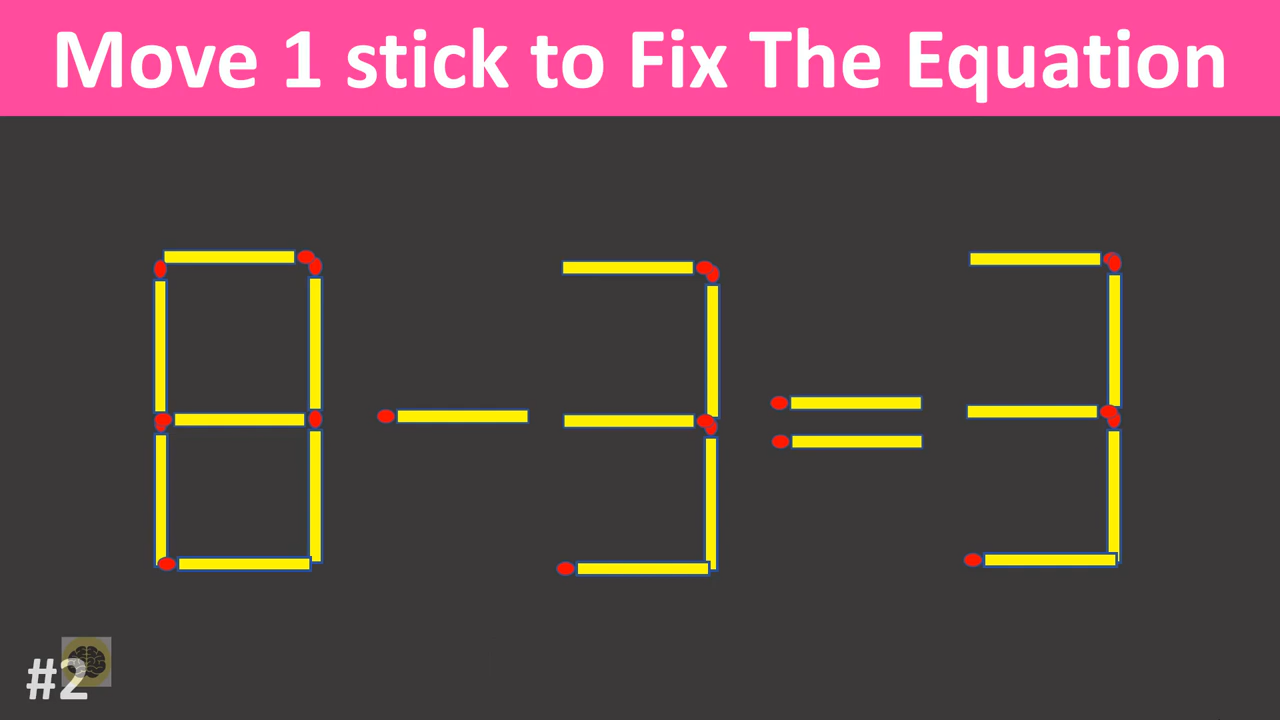 Move 1 stick to Fix The Equation
8 - 3 = 3
#2